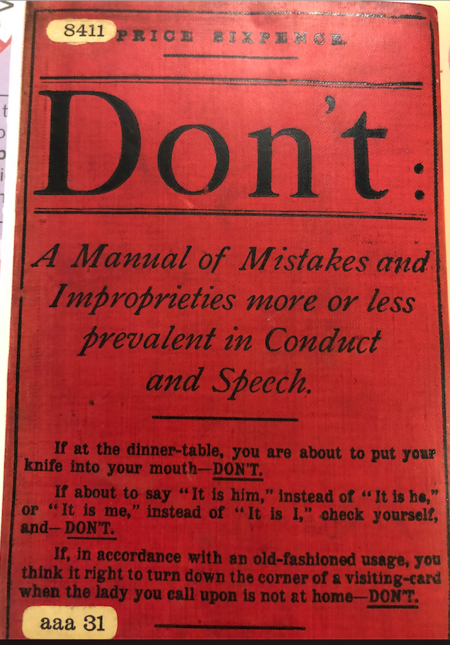 8411
PRICE SIXPENCE.
Don't:
A Manual of Mistakes and
Improprieties more or less
prevalent in Conduct
and Speech.
If at the dinner-table, you are about to put your
knife into your mouth—DON'T.
If about to say "It is him," instead of "It is he,"
or "It is me," instead of "It is I," check yourself,
and—DON'T.
If, in accordance with an old-fashioned usage, you
think it right to turn down the corner of a visiting-card
when the lady you call upon is not at home—DON'T.
aaa 31